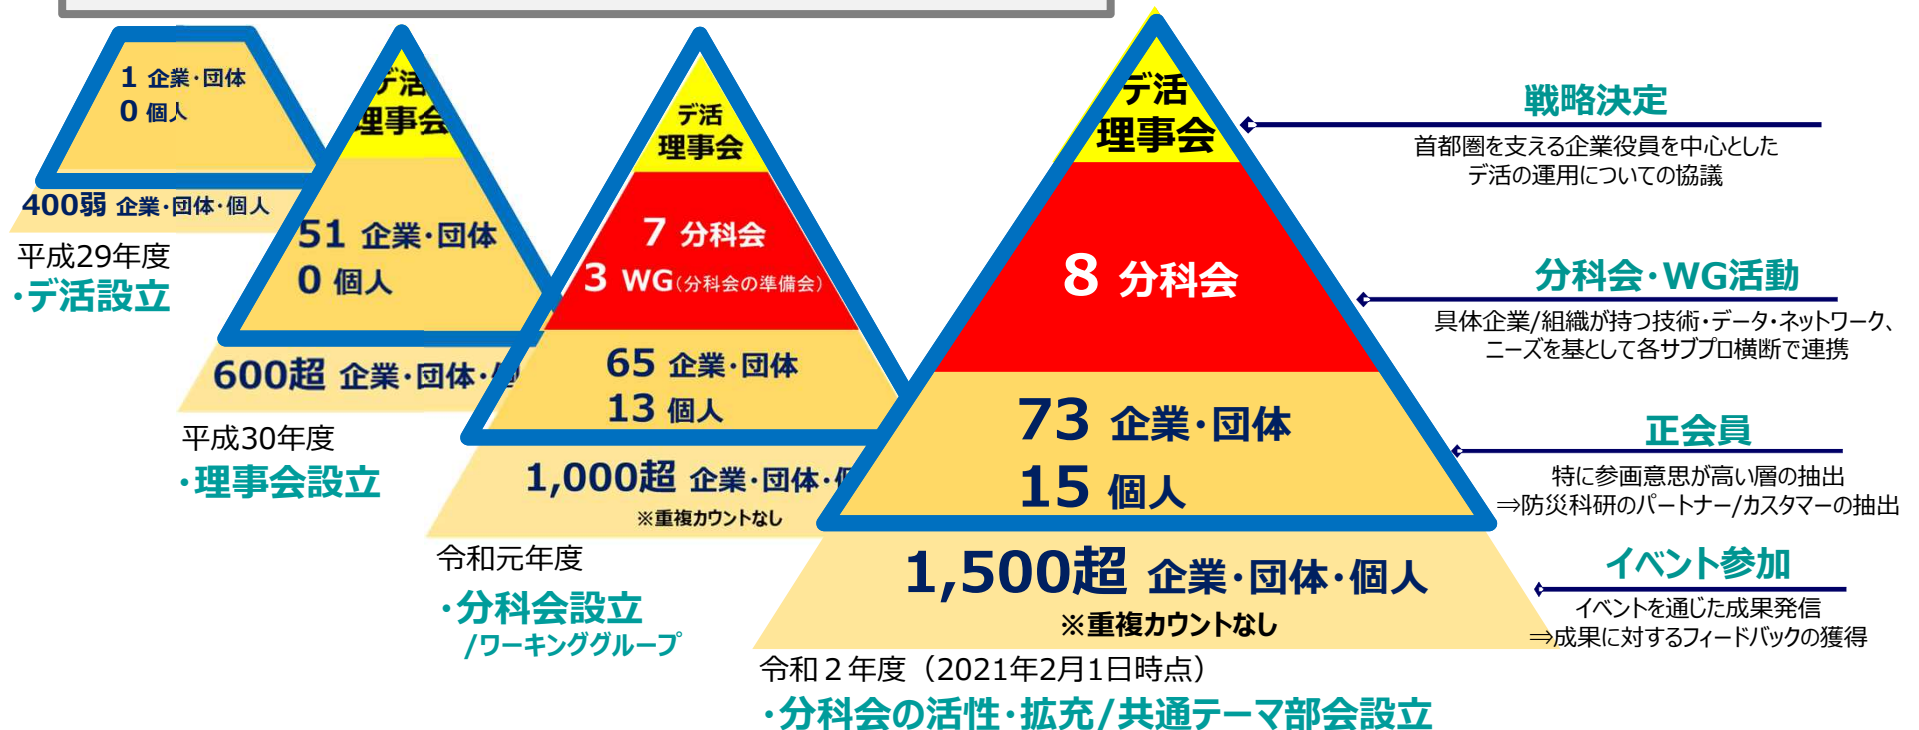 1 企業・団体
0 個人
400弱 企業・団体・個人
平成29年度
・デ活設立
デ活
理事会
51 企業・団体
0 個人
600超 企業・団体・個
平成30年度
・理事会設立
デ活
理事会
7 分科会
3 WG(分科会の準備会)
65 企業・団体
13 個人
1,000超 企業・団体・個
※重複カウントなし
令和元年度
・分科会設立
/ワーキンググループ
デ活
理事会
8 分科会
73 企業・団体
15 個人
1,500超 企業・団体・個人
※重複カウントなし
令和２年度（2021年2月1日時点）
・分科会の活性・拡充/共通テーマ部会設立
戦略決定
首都圏を支える企業役員を中心とした
デ活の運用についての協議
分科会・WG活動
具体企業/組織が持つ技術・データ・ネットワーク、
ニーズを基として各サブプロ横断で連携
正会員
特に参画意思が高い層の抽出
⇒防災科研のパートナー/カスタマーの抽出
イベント参加
イベントを通じた成果発信
⇒成果に対するフィードバックの獲得